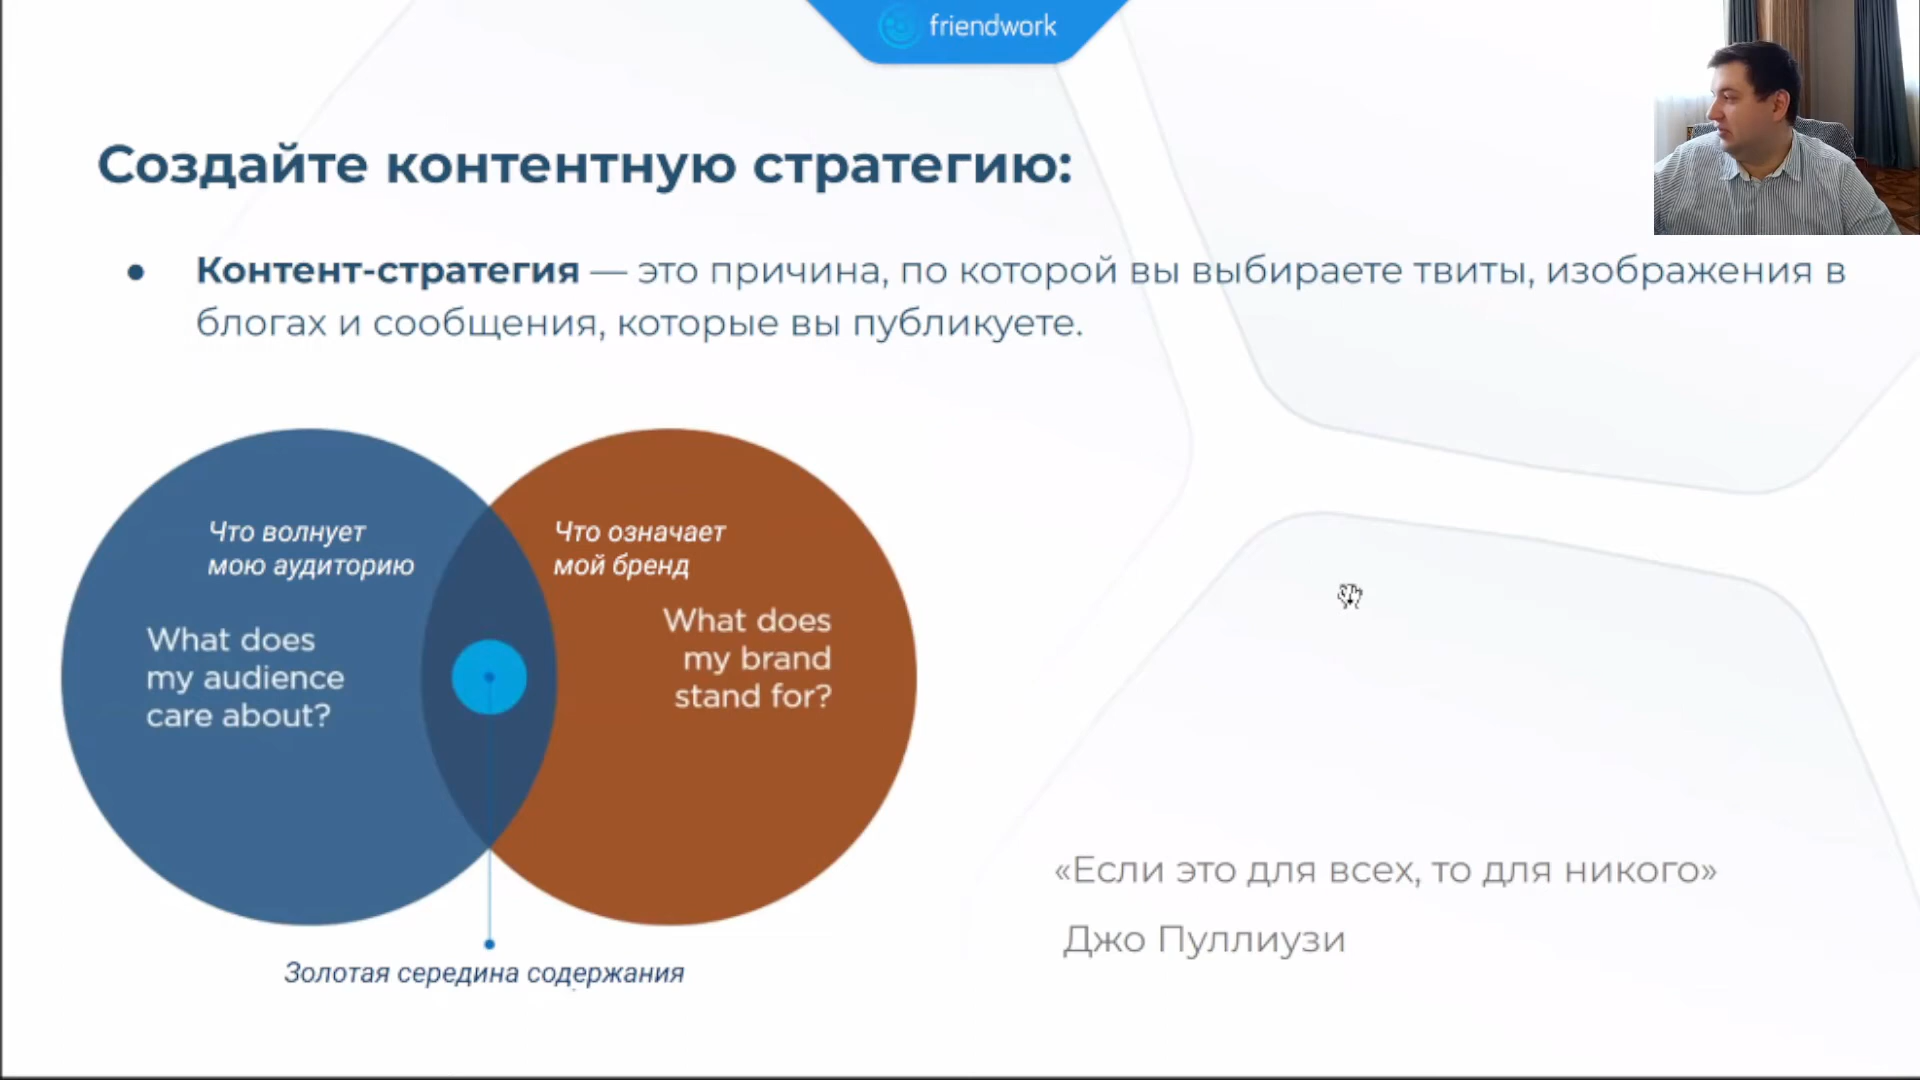 friendwork
Создайте контентную стратегию:
● Контент-стратегия — это причина, по которой вы выбираете твиты, изображения в
блогах и сообщения, которые вы публикуете.
Что волнует
мою аудиторию
What does
my audience
care about?
Что означает
мой бренд
What does
my brand
stand for?
Золотая середина содержания
«Если это для всех, то для никого»
Джо Пуллиузи